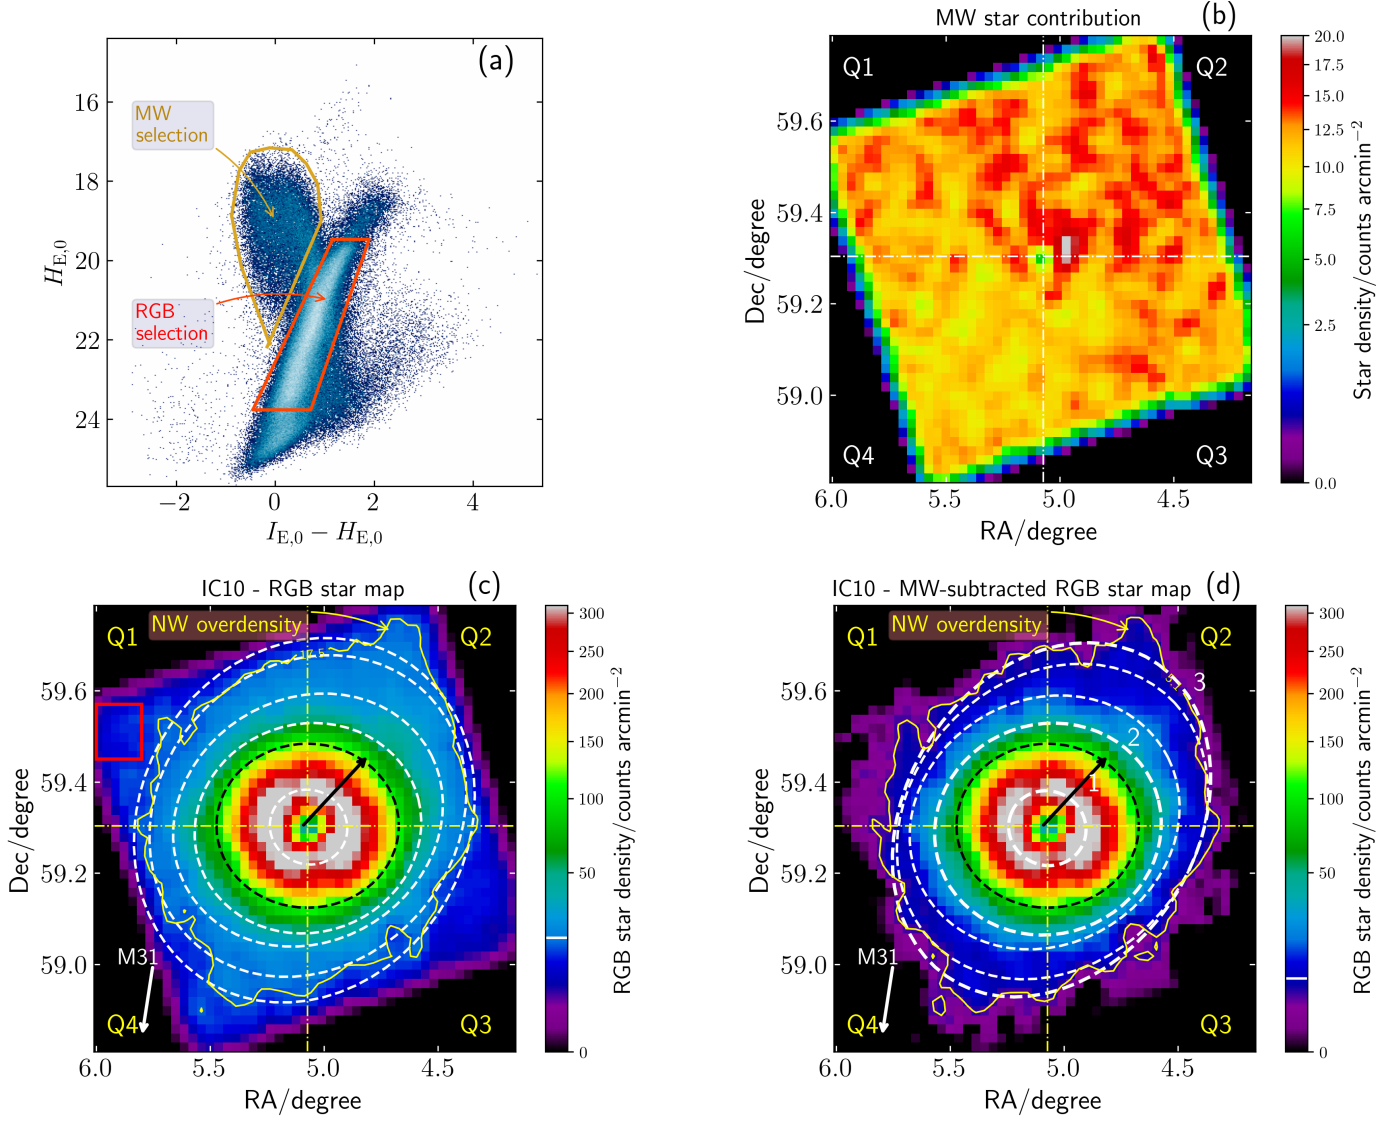 (a)
MW
selection
RGB
selection
16
18
20
22
24
H_E,0
−2
0
2
4
I_E,0 − H_E,0
MW star contribution
(b)
Q1
Q2
Q4
Q3
59.6
59.4
59.2
59.0
Dec/degree
6.0
5.5
5.0
4.5
RA/degree
20.0
17.5
15.0
12.5
10.0
7.5
5.0
2.5
0.0
Star density/counts arcmin⁻²
IC10 - RGB star map
(c)
NW overdensity
Q1
Q2
17.5
M31
Q4
Q3
59.6
59.4
59.2
59.0
Dec/degree
6.0
5.5
5.0
4.5
RA/degree
300
250
200
150
100
50
0
RGB star density/counts arcmin⁻²
IC10 - MW-subtracted RGB star map
(d)
NW overdensity
Q1
Q2
3
2
1
M31
Q4
Q3
59.6
59.4
59.2
59.0
Dec/degree
6.0
5.5
5.0
4.5
RA/degree
300
250
200
150
100
50
0
RGB star density/counts arcmin⁻²